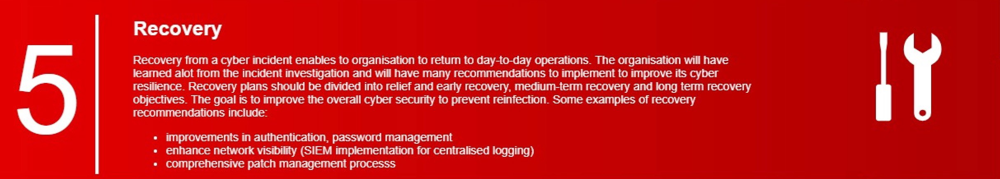 5
Recovery
Recovery from a cyber incident enables to organisation to return to day-to-day operations. The organisation will have
learned alot from the incident investigation and will have many recommendations to implement to improve its cyber
resilience. Recovery plans should be divided into relief and early recovery, medium-term recovery and long term recovery
objectives. The goal is to improve the overall cyber security to prevent reinfection. Some examples of recovery
recommendations include:
• improvements in authentication, password management
• enhance network visibility (SIEM implementation for centralised logging)
• comprehensive patch management processs